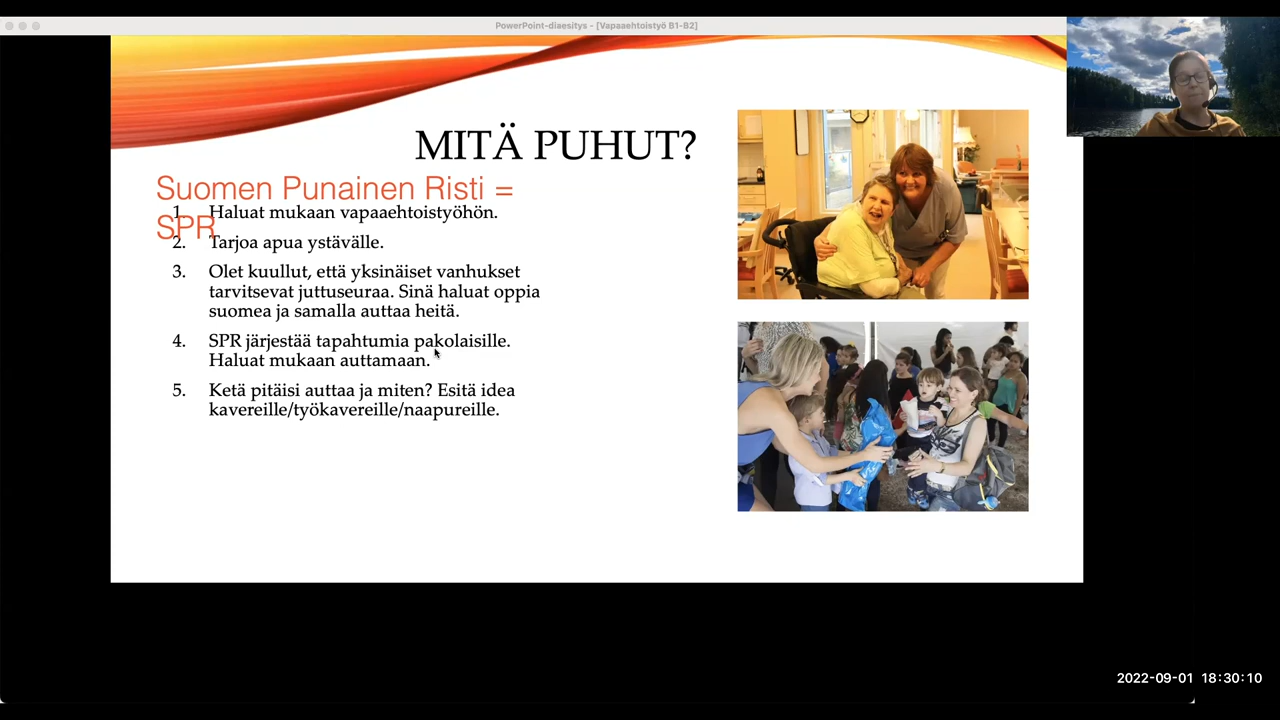 PowerPoint-diaesitys - [Vapaaehtoistyö B1-B2]
MITÄ PUHUT?
Suomen Punainen Risti =
SPR
1. Haluat mukaan vapaaehtoistyöhön.
2. Tarjoa apua ystävälle.
3. Olet kuullut, että yksinäiset vanhukset
tarvitsevat juttuseuraa. Sinä haluat oppia
suomea ja samalla auttaa heitä.
4. SPR järjestää tapahtumia pakolaisille.
Haluat mukaan auttamaan.
5. Ketä pitäisi auttaa ja miten? Esitä idea
kavereille/työkavereille/naapureille.
2022-09-01 18:30:10